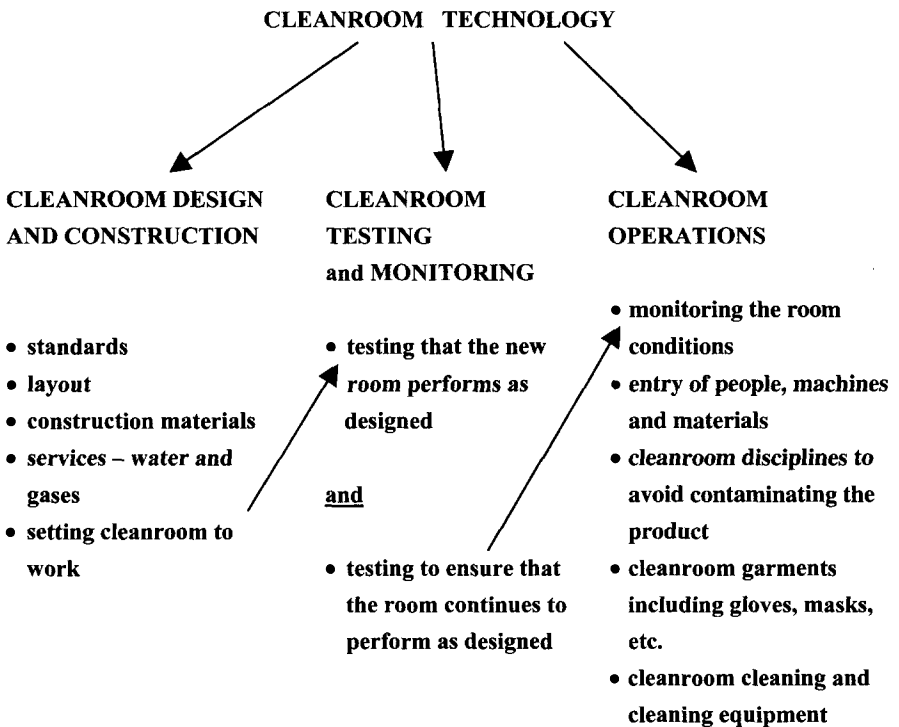 CLEANROOM TECHNOLOGY
CLEANROOM DESIGN
AND CONSTRUCTION
• standards
• layout
• construction materials
• services – water and
gases
• setting cleanroom to
work
CLEANROOM
TESTING
and MONITORING
• testing that the new
room performs as
designed
and
• testing to ensure that
the room continues to
perform as designed
CLEANROOM
OPERATIONS
• monitoring the room
conditions
• entry of people, machines
and materials
• cleanroom disciplines to
avoid contaminating the
product
• cleanroom garments
including gloves, masks,
etc.
• cleanroom cleaning and
cleaning equipment